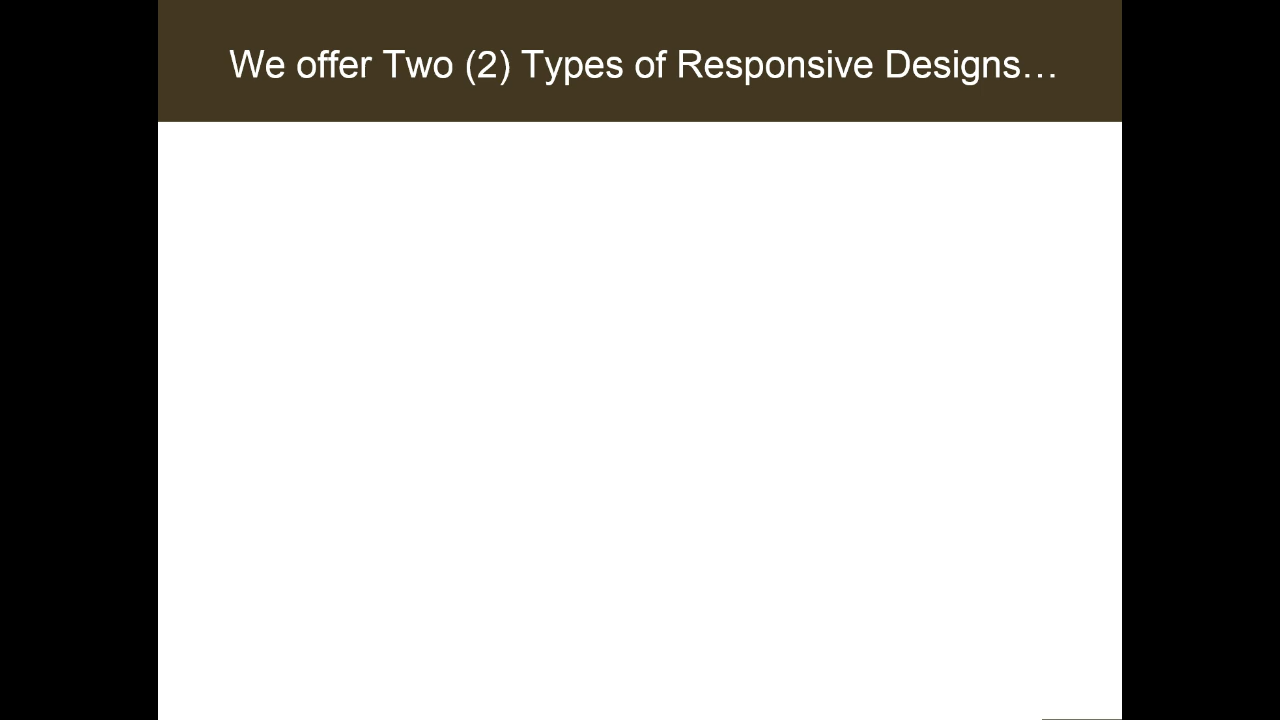 We offer Two (2) Types of Responsive Designs…